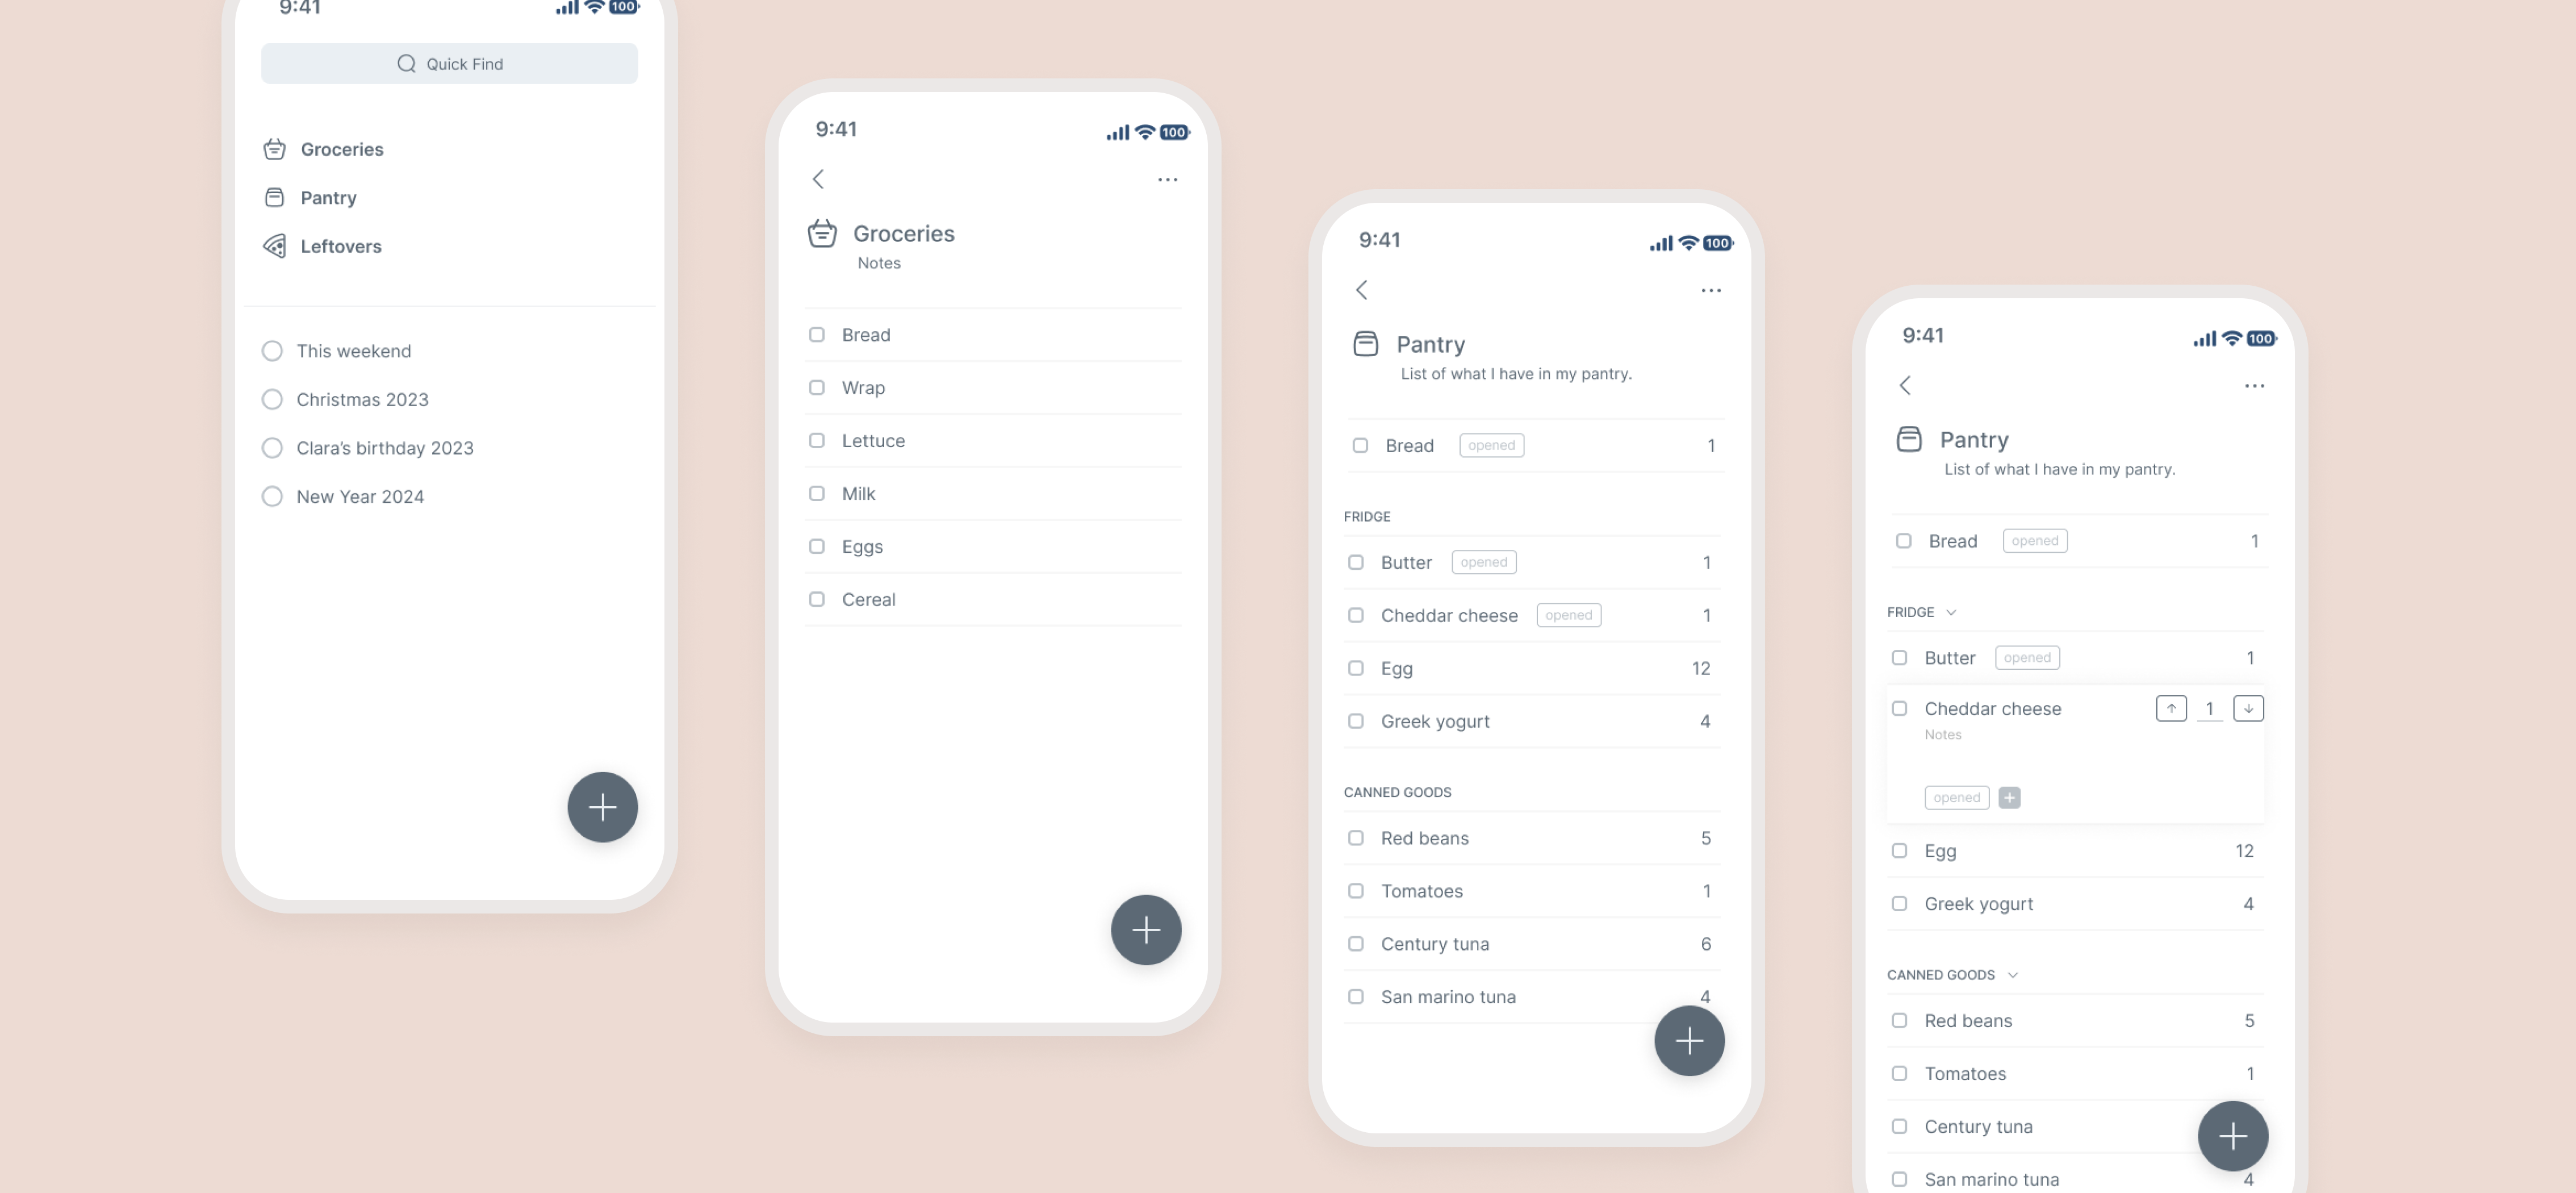 9:41
100
Quick Find
Groceries
Pantry
Leftovers
This weekend
Christmas 2023
Clara’s birthday 2023
New Year 2024
9:41
100
Groceries
Notes
Bread
Wrap
Lettuce
Milk
Eggs
Cereal
9:41
100
Pantry
List of what I have in my pantry.
Bread opened 1
FRIDGE
Butter opened 1
Cheddar cheese opened 1
Egg 12
Greek yogurt 4
CANNED GOODS
Red beans 5
Tomatoes 1
Century tuna 6
San marino tuna 4
9:41
100
Pantry
List of what I have in my pantry.
Bread opened 1
FRIDGE
Butter opened 1
Cheddar cheese 1
Notes
opened
Egg 12
Greek yogurt 4
CANNED GOODS
Red beans 5
Tomatoes 1
Century tuna
San marino tuna 4